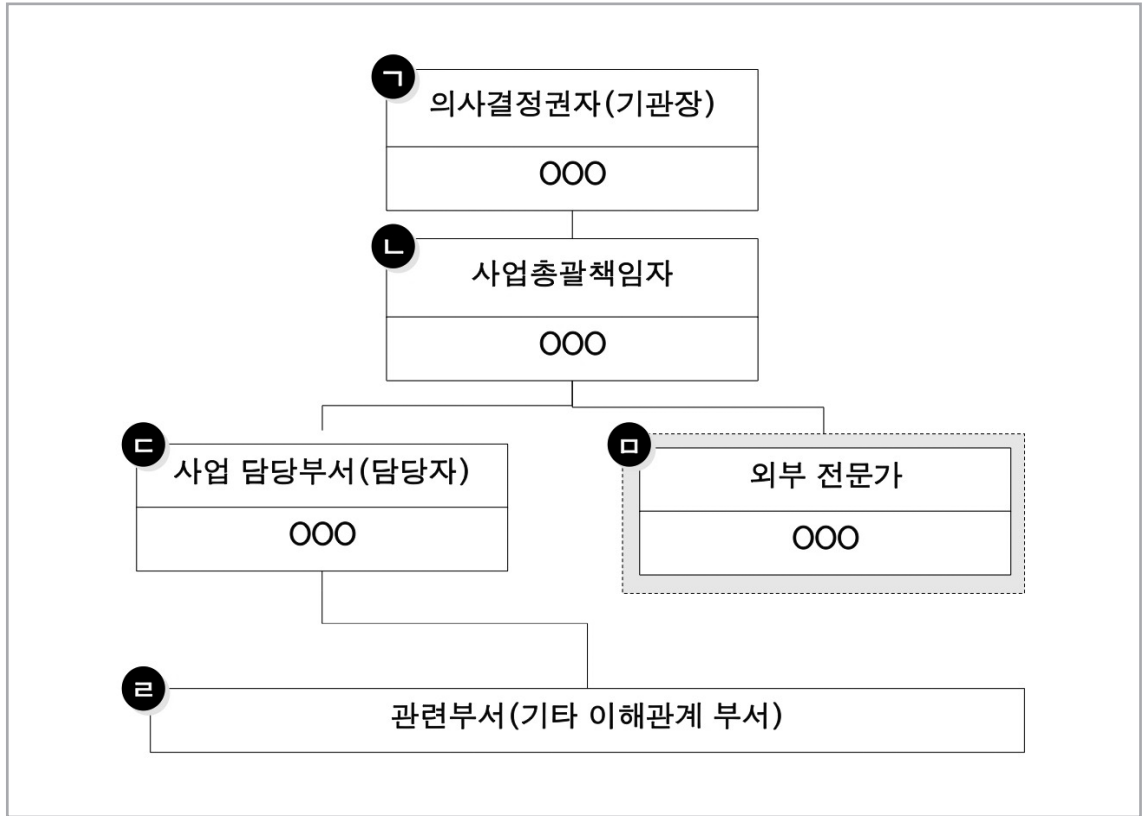 ㄱ
의사결정권자(기관장)
OOO
ㄴ
사업총괄책임자
OOO
ㄷ
사업 담당부서(담당자)
OOO
ㅁ
외부 전문가
OOO
ㄹ
관련부서(기타 이해관계 부서)